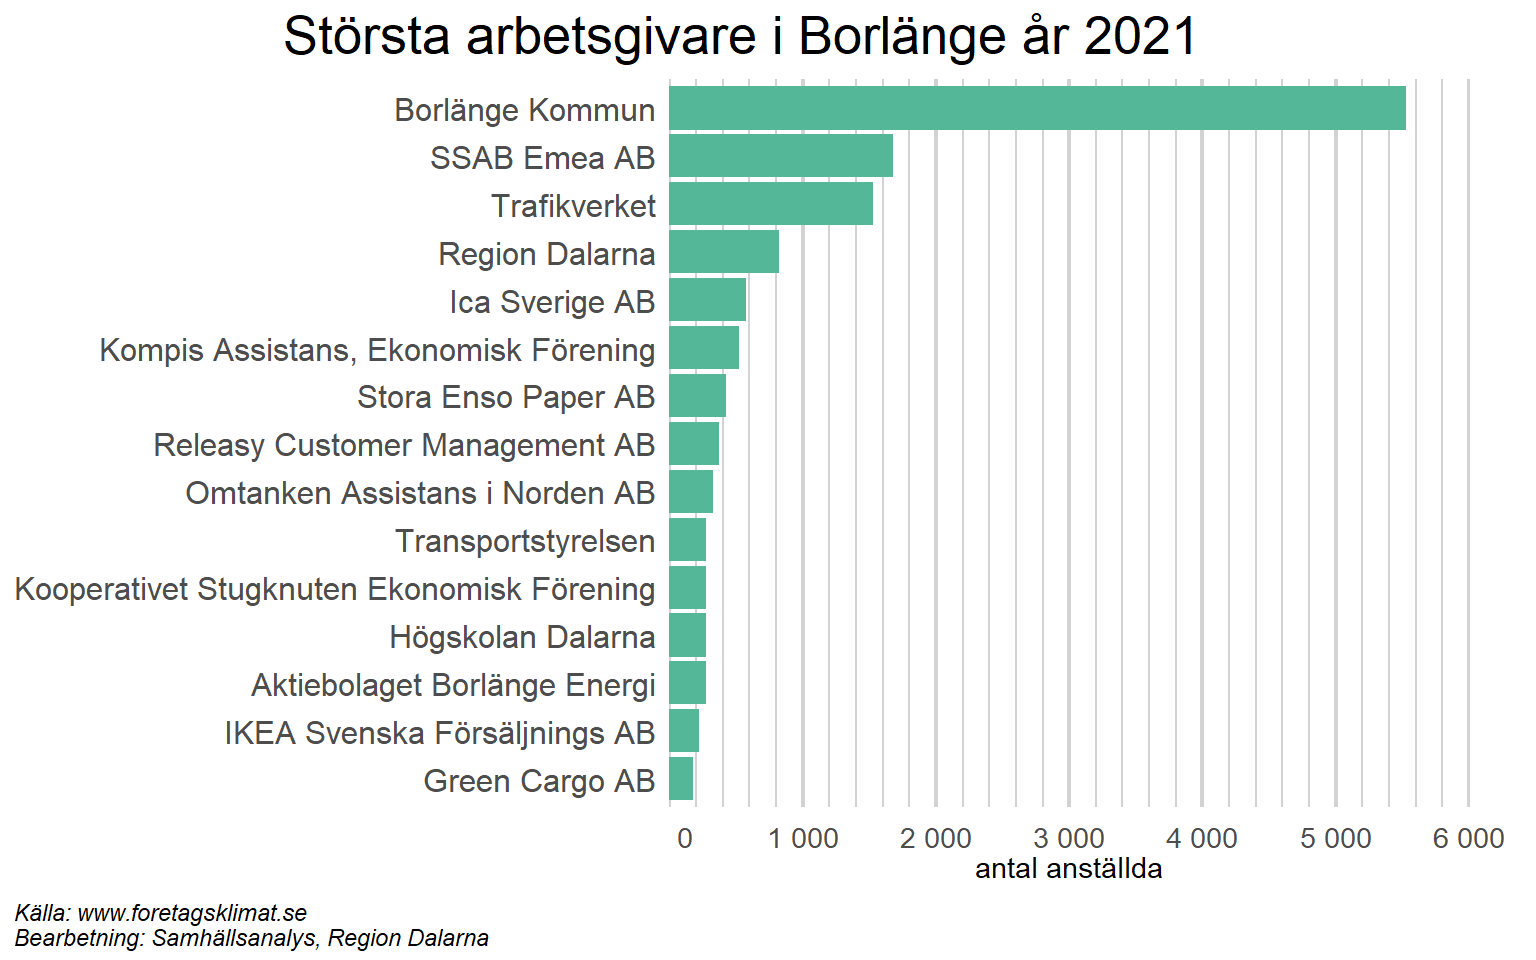 Största arbetsgivare i Borlänge år 2021
Borlänge Kommun
SSAB Emea AB
Trafikverket
Region Dalarna
Ica Sverige AB
Kompis Assistans, Ekonomisk Förening
Stora Enso Paper AB
Releasy Customer Management AB
Omtanken Assistans i Norden AB
Transportstyrelsen
Kooperativet Stugknuten Ekonomisk Förening
Högskolan Dalarna
Aktiebolaget Borlänge Energi
IKEA Svenska Försäljnings AB
Green Cargo AB
0 1 000 2 000 3 000 4 000 5 000 6 000
antal anställda
Källa: www.foretagsklimat.se
Bearbetning: Samhällsanalys, Region Dalarna